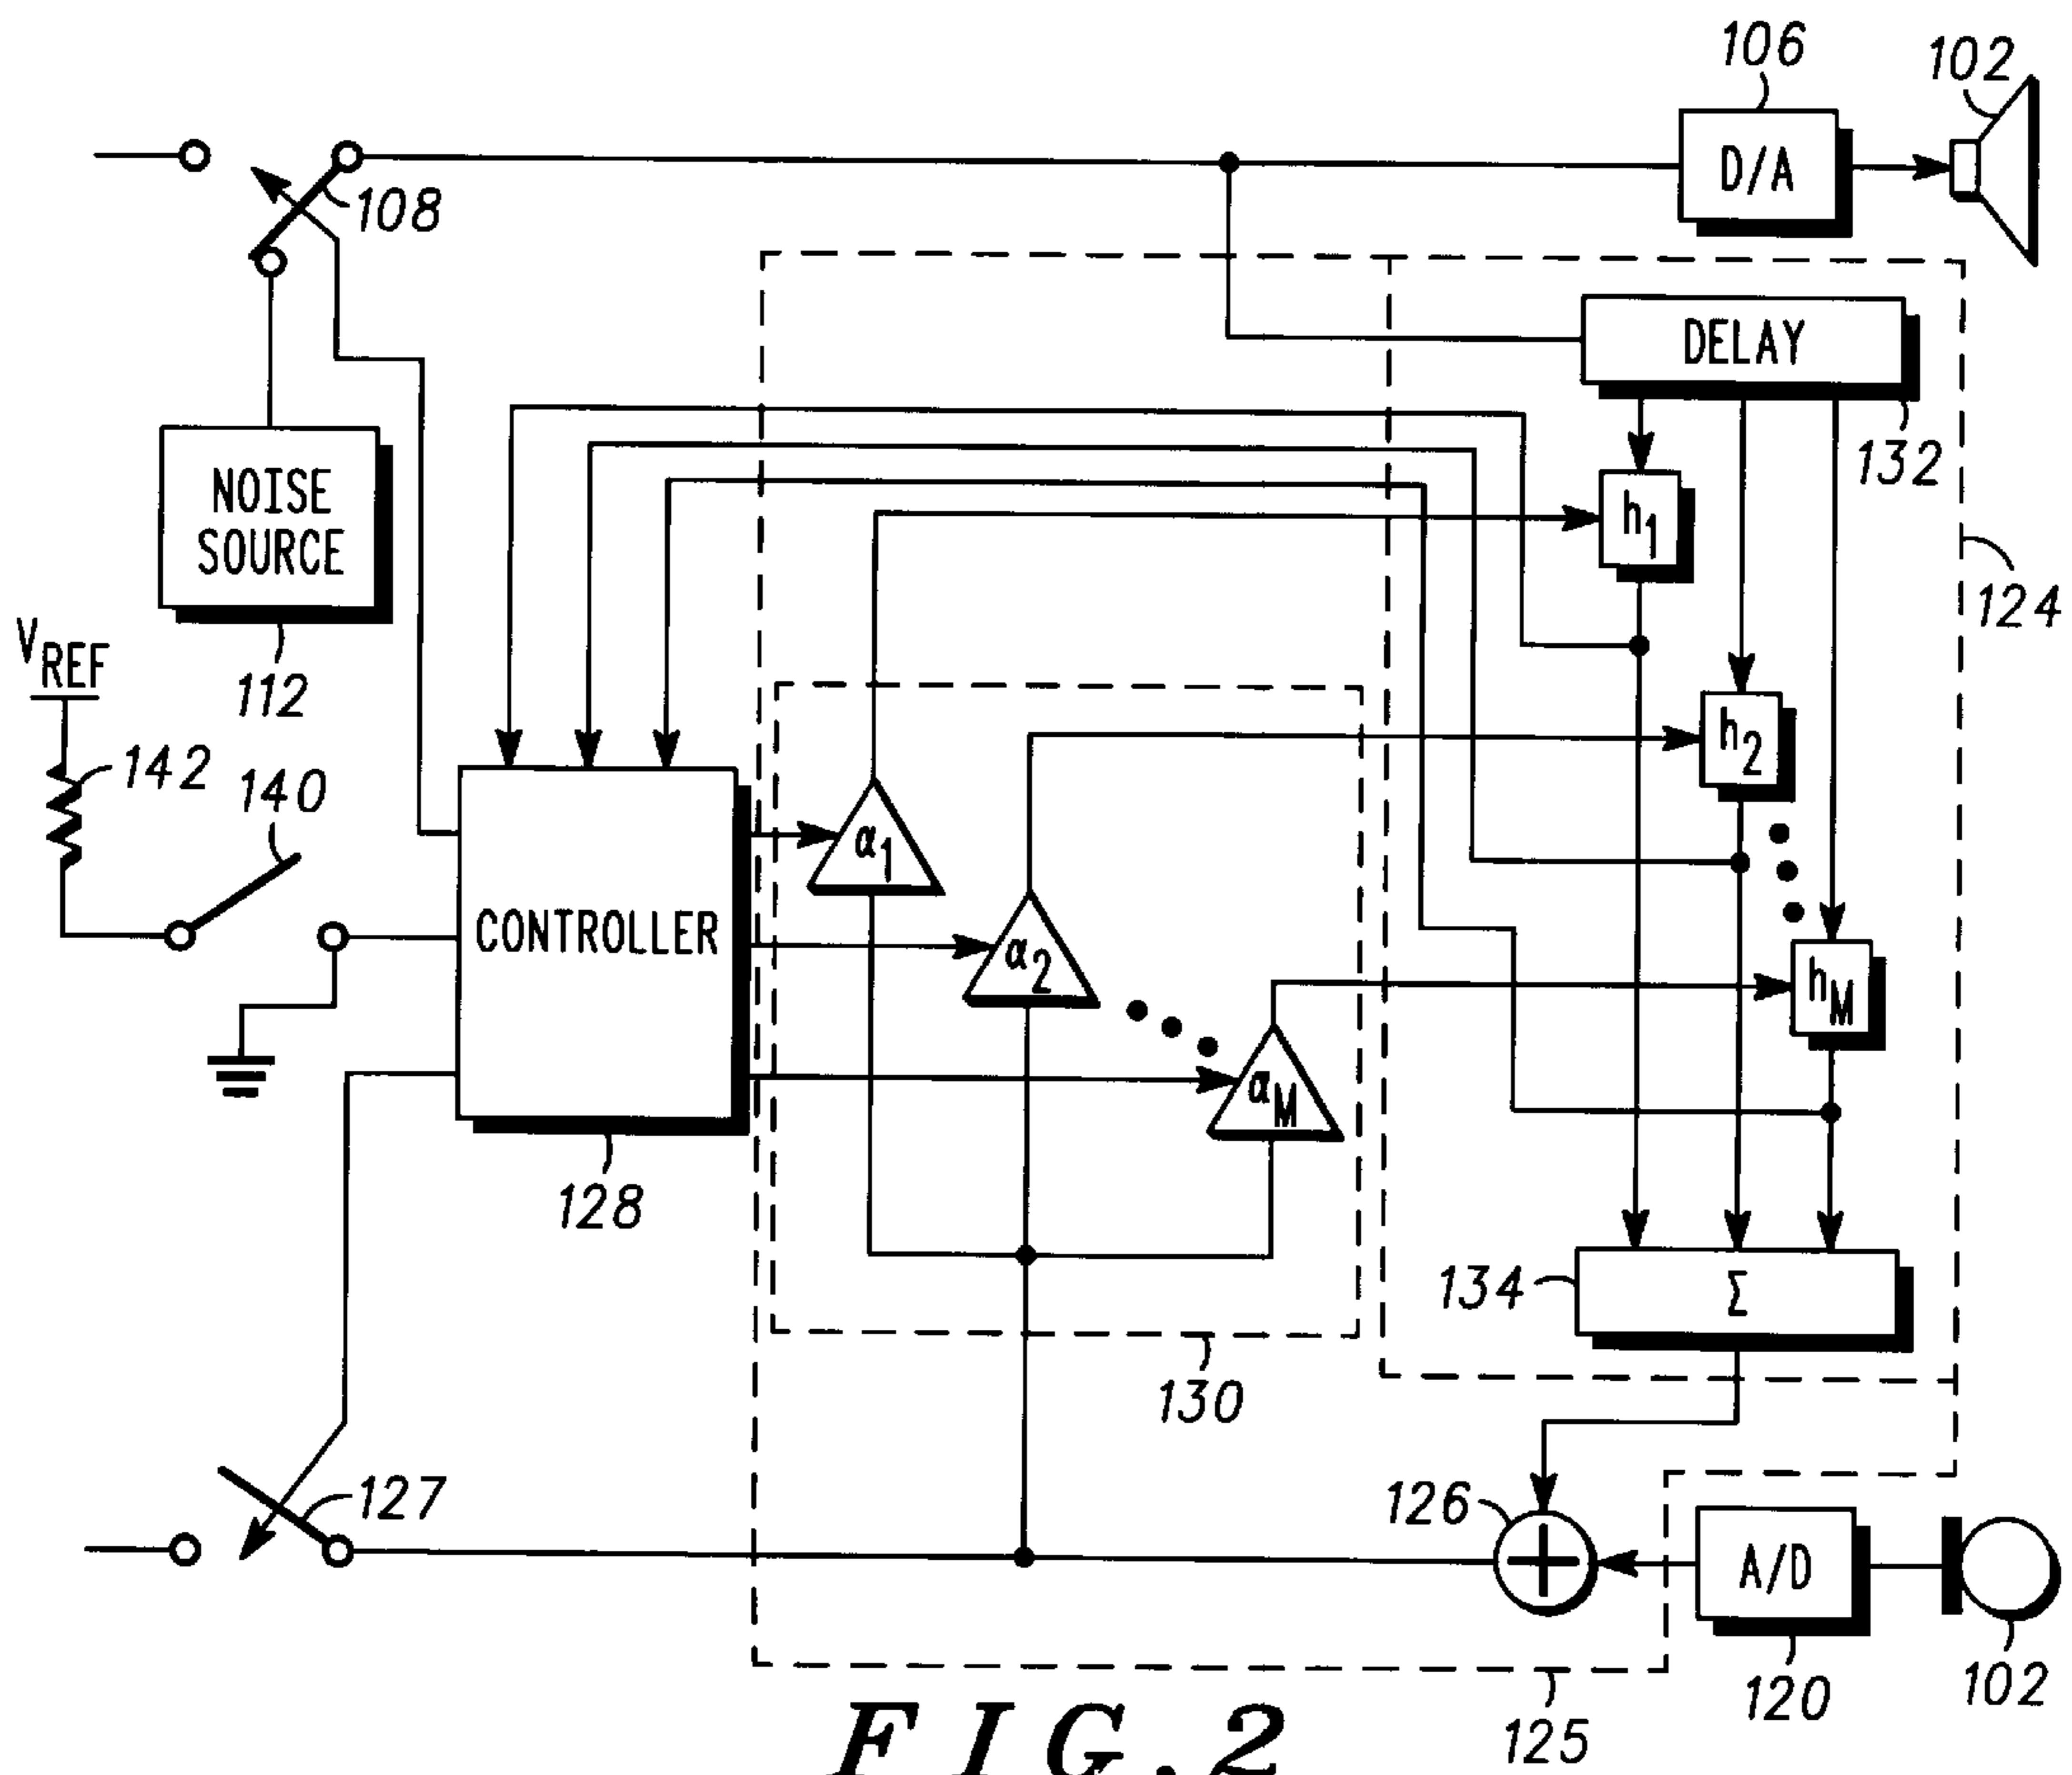 106
102
D/A
108
DELAY
132
NOISE
SOURCE
h1
124
112
VREF
142
140
h2
α1
CONTROLLER
α2
hM
αM
128
134
Σ
130
127
126
A/D
120
102
125
FIG.2